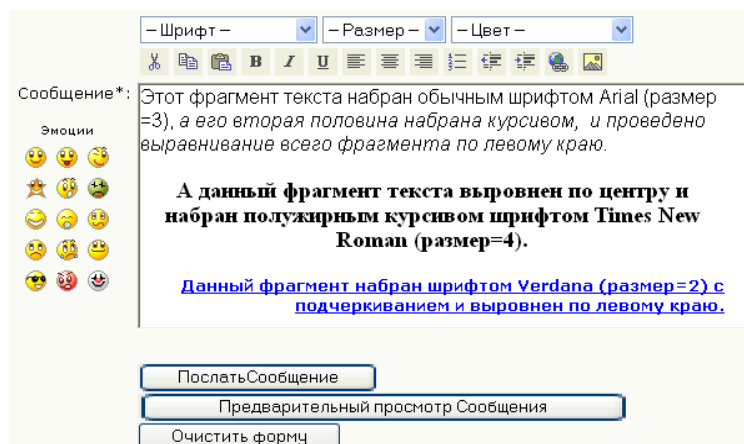 – Шрифт – – Размер – – Цвет –
B I U
Сообщение*:
Этот фрагмент текста набран обычным шрифтом Arial (размер
=3), а его вторая половина набрана курсивом, и проведено
выравнивание всего фрагмента по левому краю.
А данный фрагмент текста выровнен по центру и
набран полужирным курсивом шрифтом Times New
Roman (размер=4).
Данный фрагмент набран шрифтом Verdana (размер=2) с
подчеркиванием и выровнен по левому краю.
Эмоции
ПослатьСообщение
Предварительный просмотр Сообщения
Очистить форму